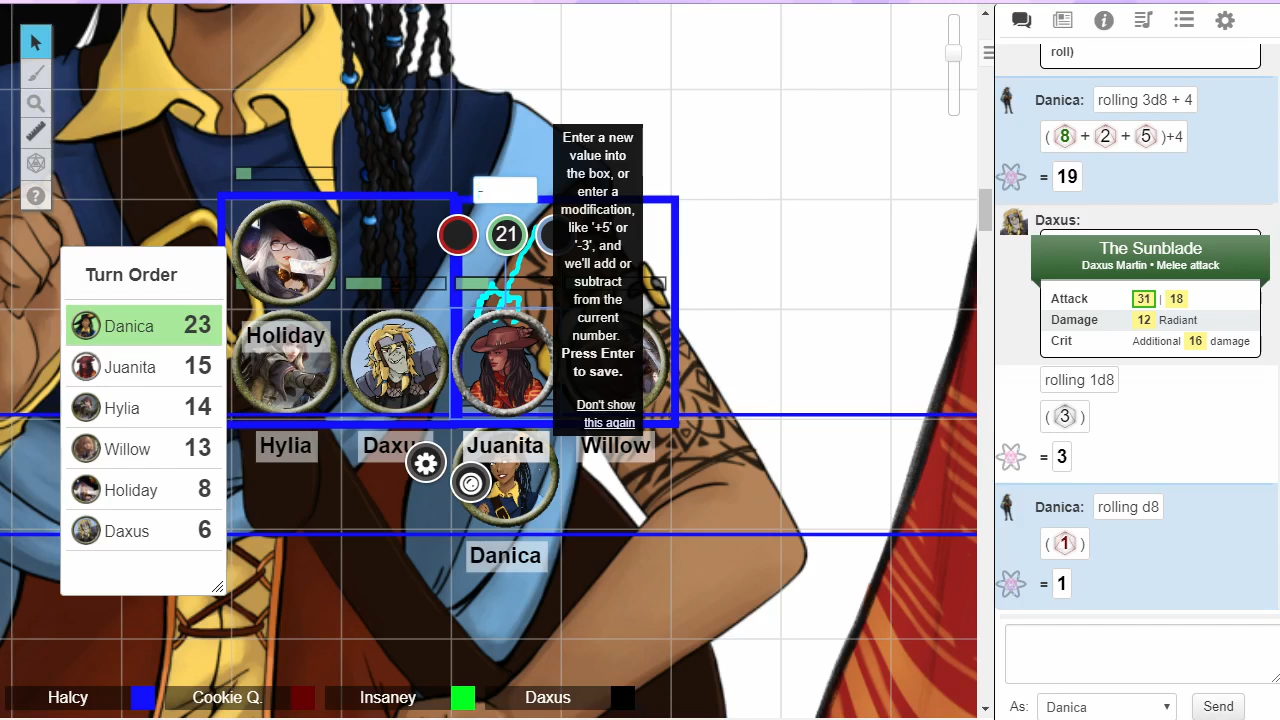 Turn Order
Danica 23
Juanita 15
Hylia 14
Willow 13
Holiday 8
Daxus 6
Holiday
Hylia
Daxu
Juanita
Willow
Danica
-
21
Enter a new
value into
the box, or
enter a
modification,
like '+5' or
'-3', and
we'll add or
subtract
from the
current
number.
Press Enter
to save.
Don't show
this again
Halcy
Cookie Q.
Insaney
Daxus
roll)
Danica: rolling 3d8 + 4
(8+2+5)+4
= 19
Daxus:
The Sunblade
Daxus Martin • Melee attack
Attack 31 | 18
Damage 12 Radiant
Crit Additional 16 damage
rolling 1d8
(3)
= 3
Danica: rolling d8
(1)
= 1
As: Danica Send